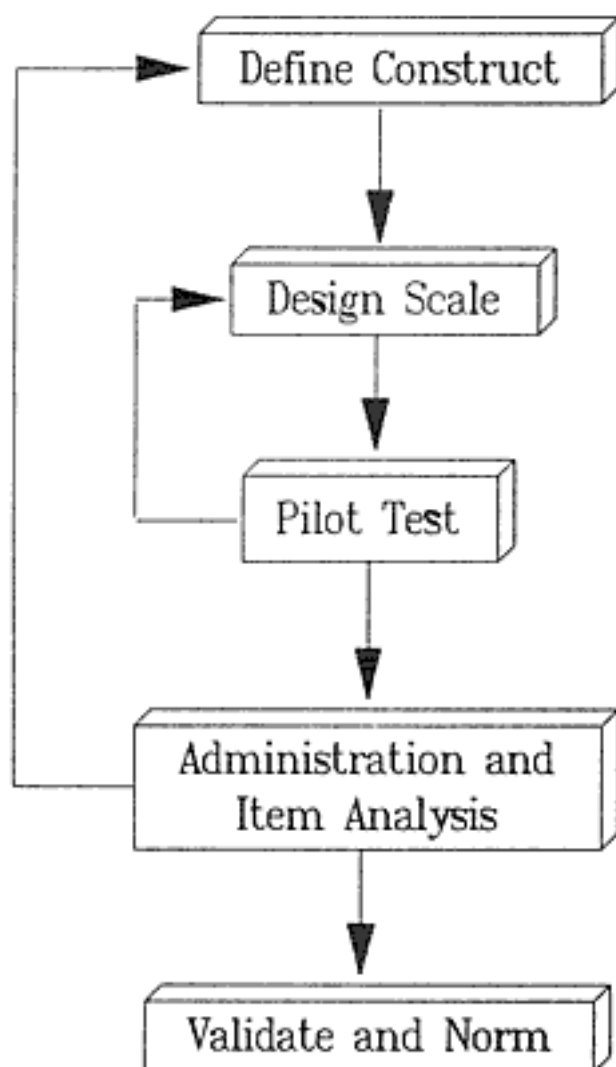 Define Construct
Design Scale
Pilot Test
Administration and
Item Analysis
Validate and Norm